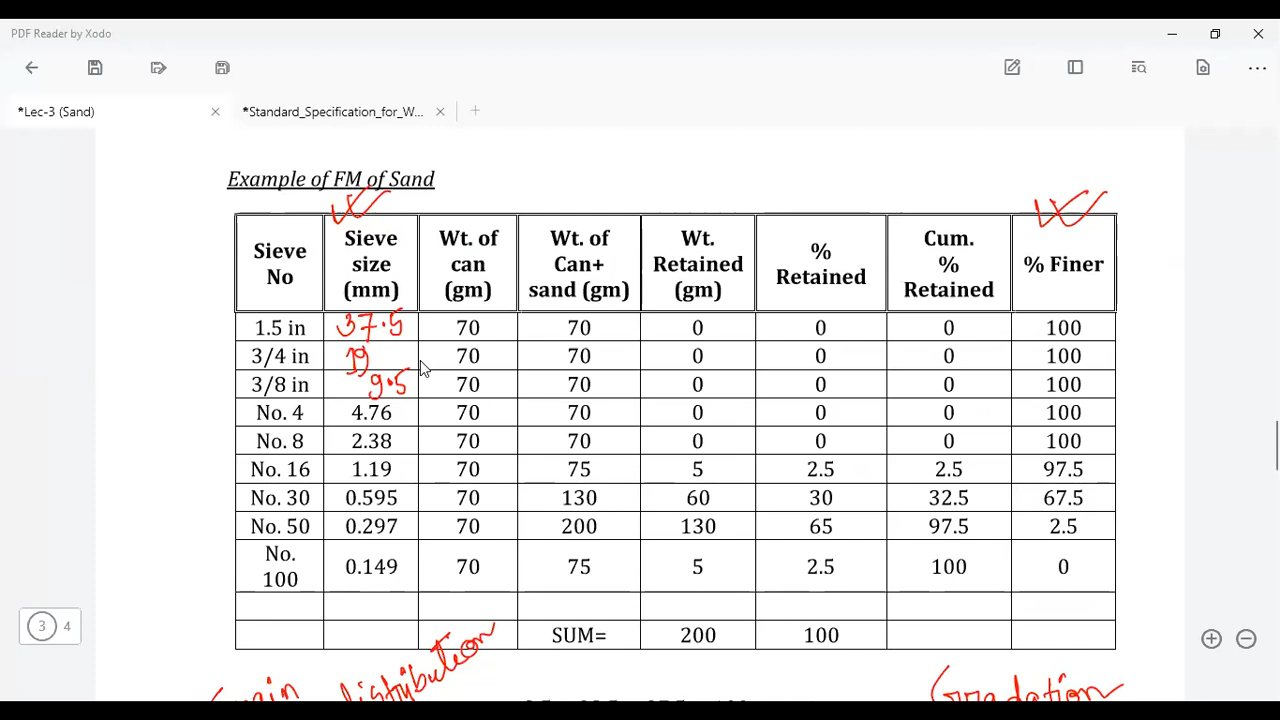 PDF Reader by Xodo
*Lec-3 (Sand)
*Standard_Specification_for_W...
Example of FM of Sand
Sieve No Sieve size (mm) Wt. of can (gm) Wt. of Can+ sand (gm) Wt. Retained (gm) % Retained Cum. % Retained % Finer
1.5 in 37.5 70 70 0 0 0 100
3/4 in 19 70 70 0 0 0 100
3/8 in 9.5 70 70 0 0 0 100
No. 4 4.76 70 70 0 0 0 100
No. 8 2.38 70 70 0 0 0 100
No. 16 1.19 70 75 5 2.5 2.5 97.5
No. 30 0.595 70 130 60 30 32.5 67.5
No. 50 0.297 70 200 130 65 97.5 2.5
No. 100 0.149 70 75 5 2.5 100 0
SUM= 200 100
3 4
distribution
Gradation